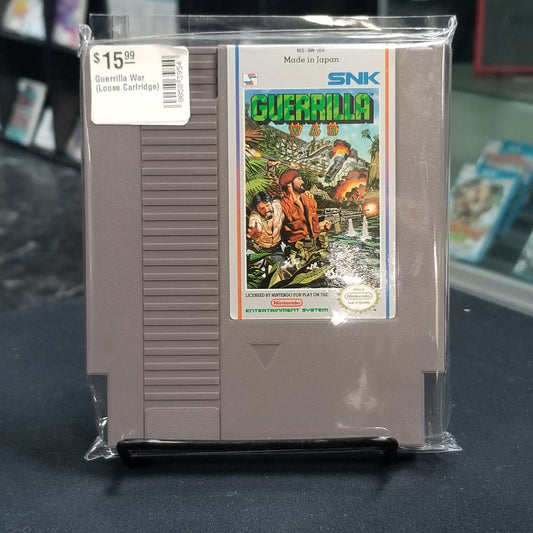 $15.99
Guerrilla War
(Loose Cartridge)
NES-GW-USA
Made in Japan
SNK
GUERRILLA
WAR
LICENSED BY NINTENDO FOR PLAY ON THE
Nintendo
ENTERTAINMENT SYSTEM
Nintendo